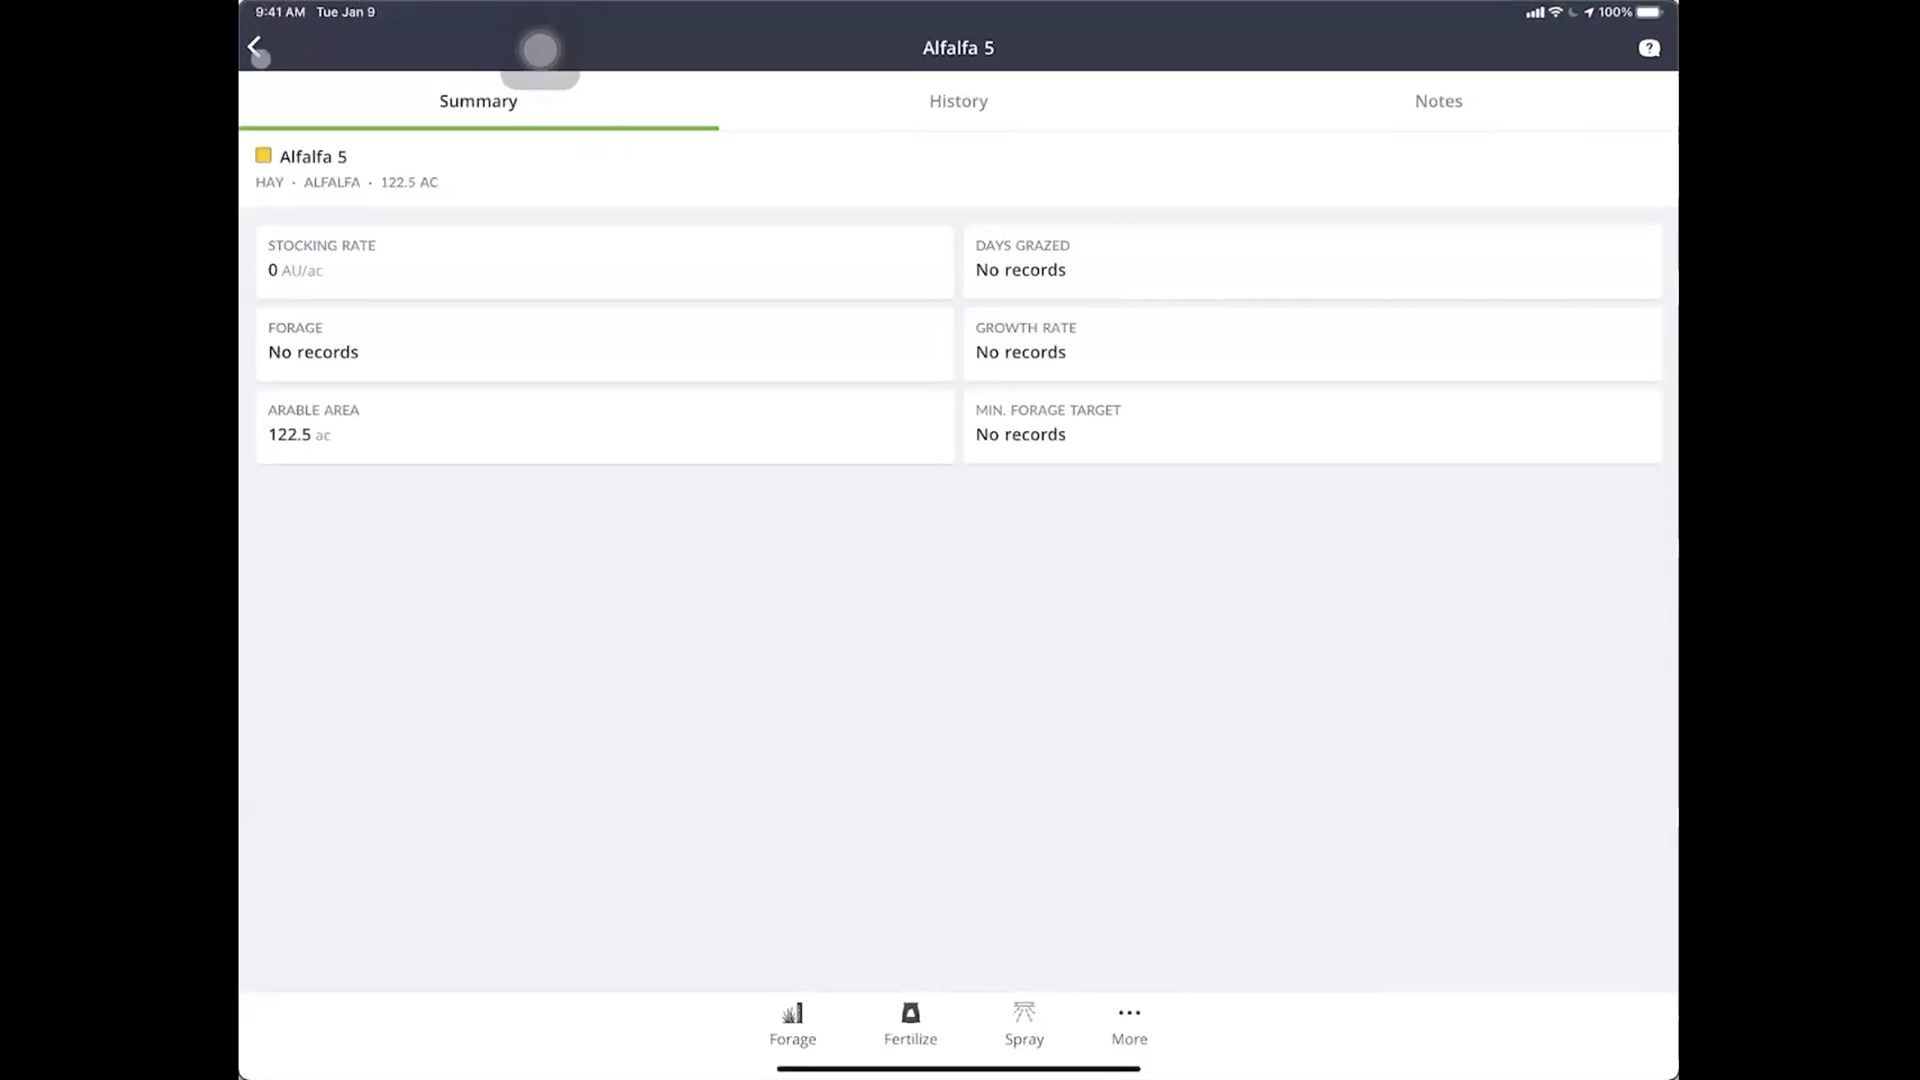 9:41 AM Tue Jan 9
100%
Alfalfa 5
?
Summary
History
Notes
Alfalfa 5
HAY · ALFALFA · 122.5 AC
STOCKING RATE
0 AU/ac
DAYS GRAZED
No records
FORAGE
No records
GROWTH RATE
No records
ARABLE AREA
122.5 ac
MIN. FORAGE TARGET
No records
Forage
Fertilize
Spray
More